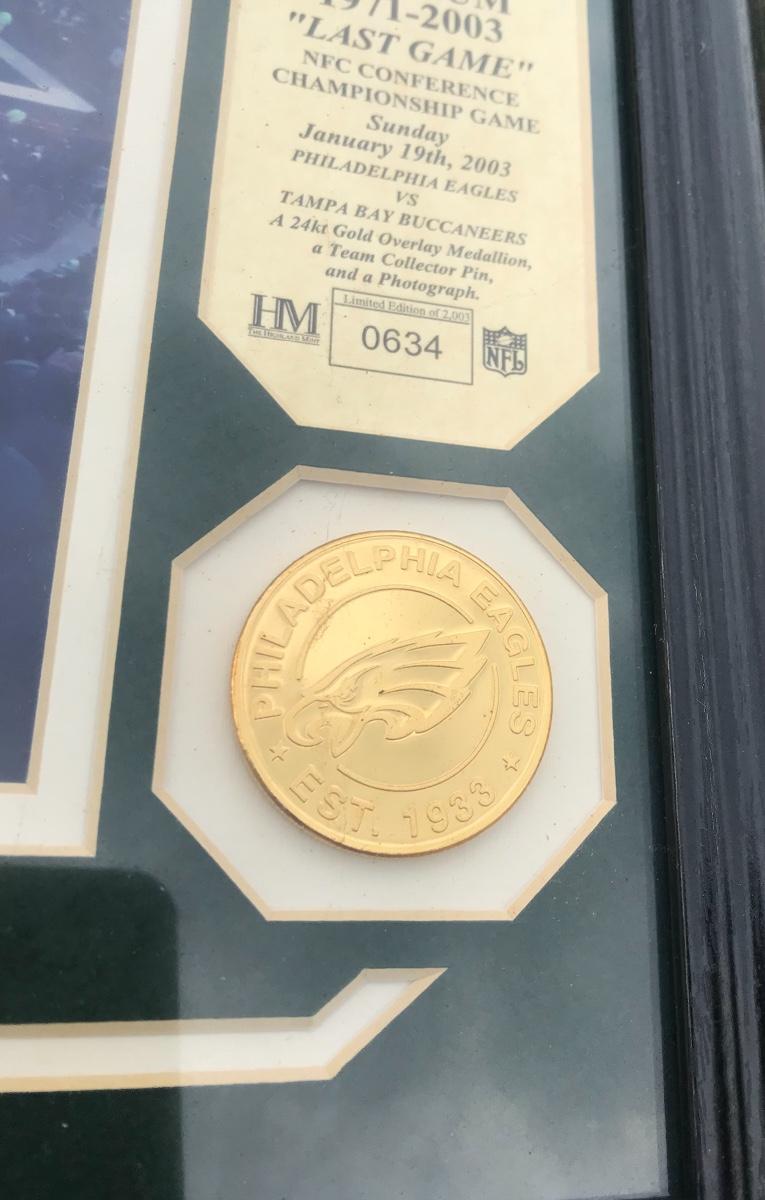 1971-2003
"LAST GAME"
NFC CONFERENCE
CHAMPIONSHIP GAME
Sunday
January 19th, 2003
PHILADELPHIA EAGLES
VS
TAMPA BAY BUCCANEERS
A 24kt Gold Overlay Medallion,
a Team Collector Pin,
and a Photograph.
HM
THE HIGHLAND MINT
Limited Edition of 2,003
0634
NFL
PHILADELPHIA EAGLES
EST. 1933